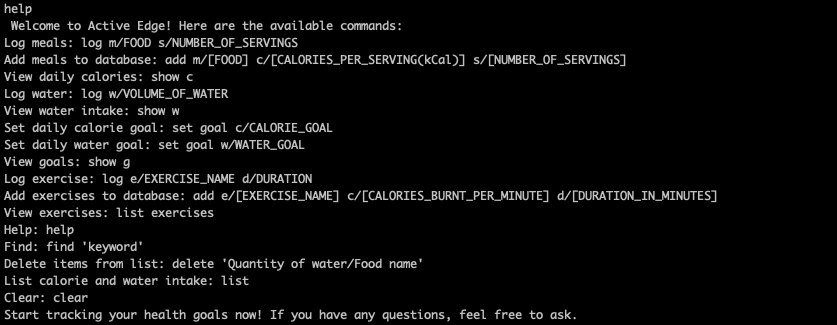 help
Welcome to Active Edge! Here are the available commands:
Log meals: log m/FOOD s/NUMBER_OF_SERVINGS
Add meals to database: add m/[FOOD] c/[CALORIES_PER_SERVING(kCal)] s/[NUMBER_OF_SERVINGS]
View daily calories: show c
Log water: log w/VOLUME_OF_WATER
View water intake: show w
Set daily calorie goal: set goal c/CALORIE_GOAL
Set daily water goal: set goal w/WATER_GOAL
View goals: show g
Log exercise: log e/EXERCISE_NAME d/DURATION
Add exercises to database: add e/[EXERCISE_NAME] c/[CALORIES_BURNT_PER_MINUTE] d/[DURATION_IN_MINUTES]
View exercises: list exercises
Help: help
Find: find 'keyword'
Delete items from list: delete 'Quantity of water/Food name'
List calorie and water intake: list
Clear: clear
Start tracking your health goals now! If you have any questions, feel free to ask.